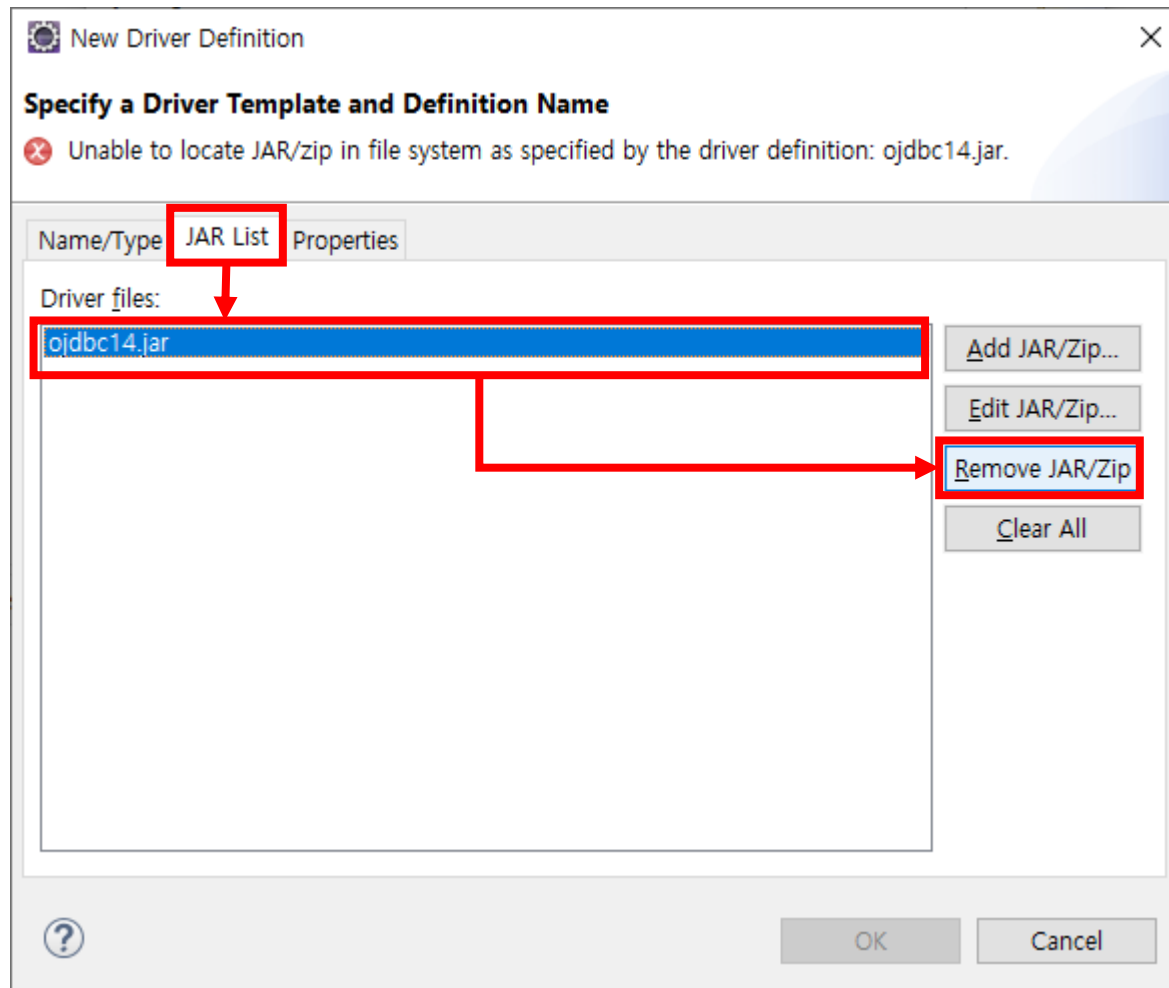 New Driver Definition
Specify a Driver Template and Definition Name
Unable to locate JAR/zip in file system as specified by the driver definition: ojdbc14.jar.
Name/Type JAR List Properties
Driver files:
ojdbc14.jar
Add JAR/Zip...
Edit JAR/Zip...
Remove JAR/Zip
Clear All
OK Cancel